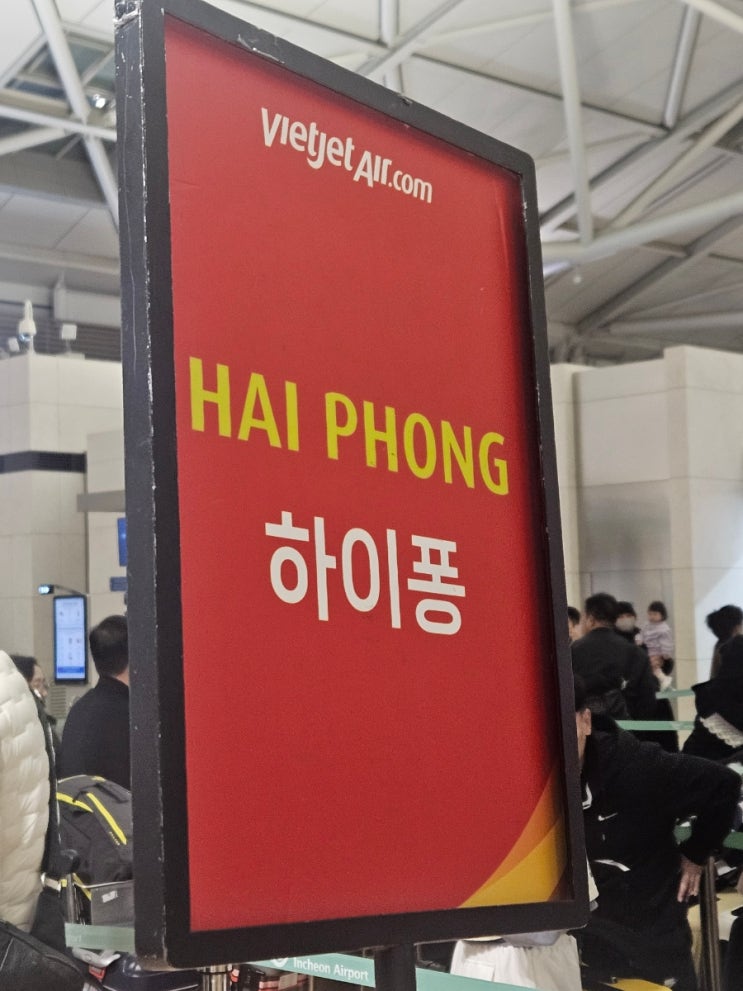 vietjetAir.com
HAI PHONG
하이퐁
Incheon Airport